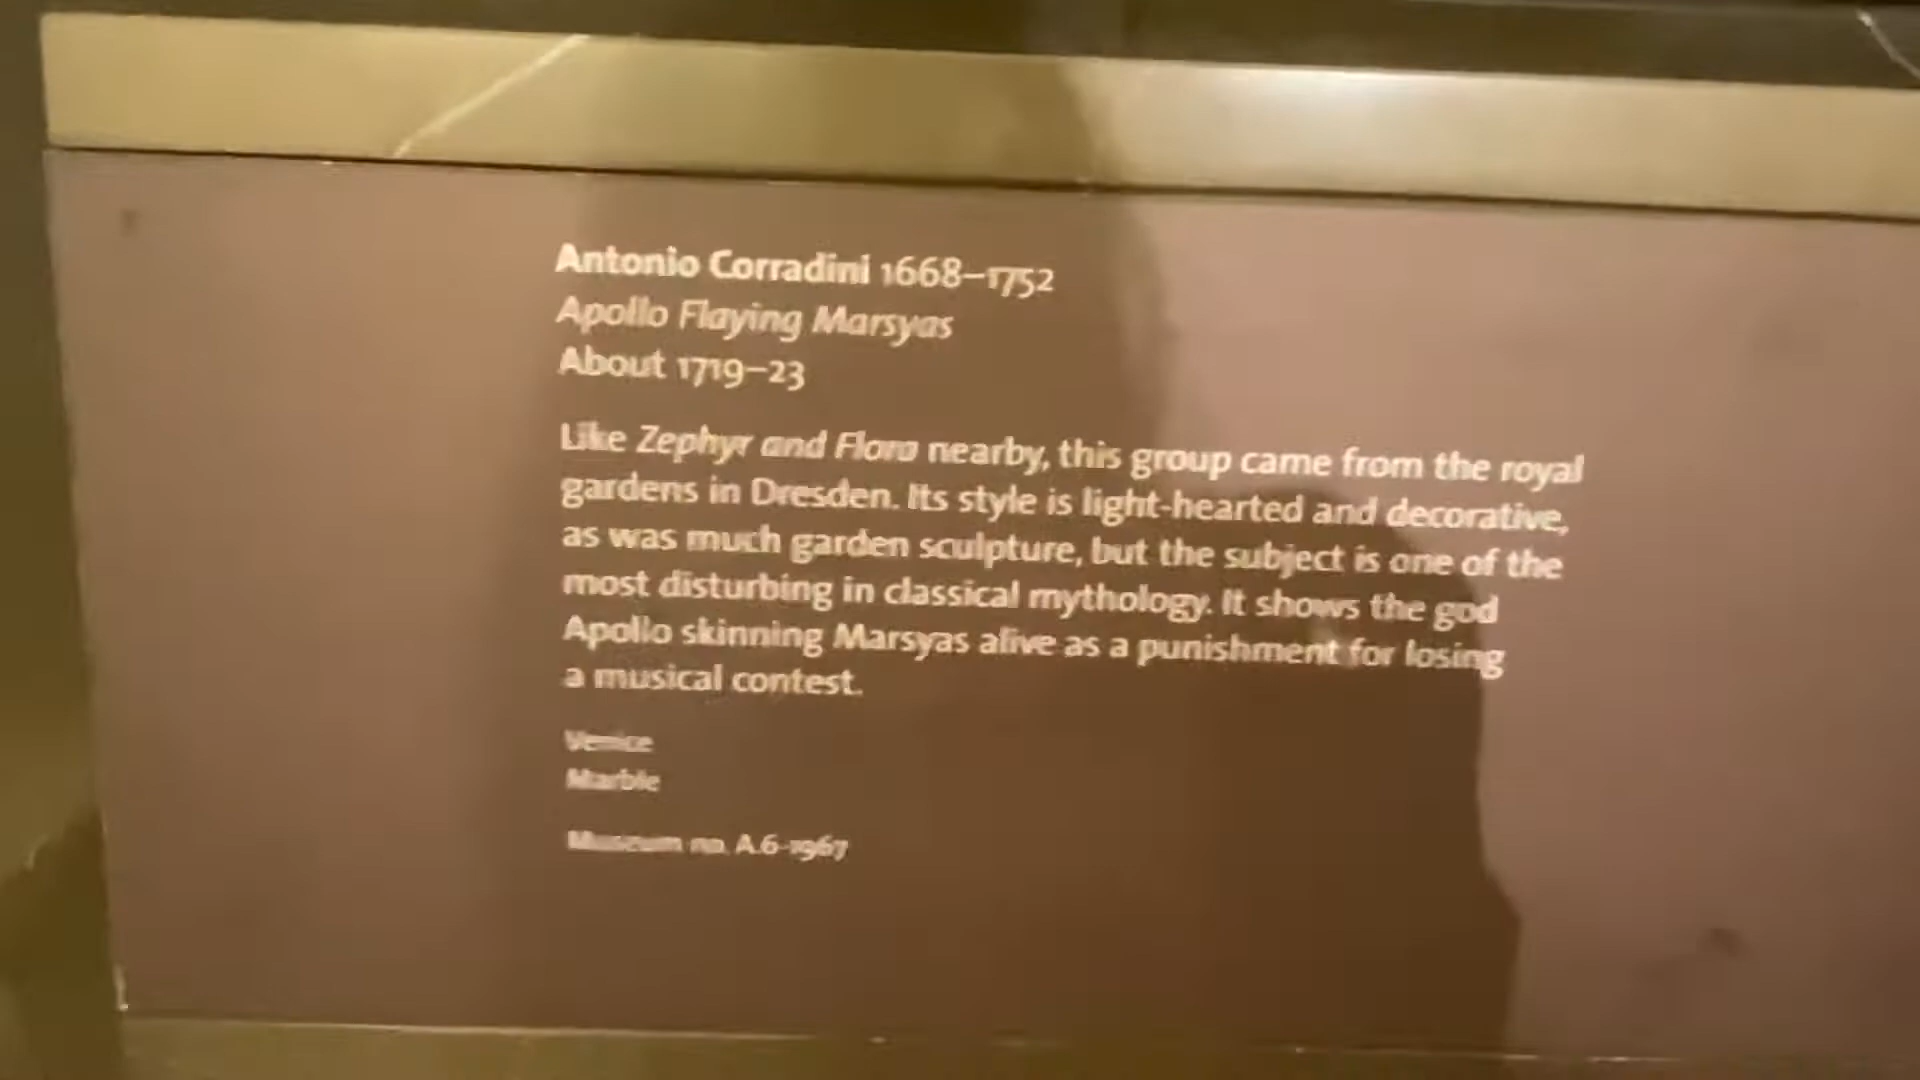 Antonio Corradini 1668–1752
Apollo Flaying Marsyas
About 1719–23
Like Zephyr and Flora nearby, this group came from the royal
gardens in Dresden. Its style is light-hearted and decorative,
as was much garden sculpture, but the subject is one of the
most disturbing in classical mythology. It shows the god
Apollo skinning Marsyas alive as a punishment for losing
a musical contest.
Venice
Marble
Museum no. A.6-1967